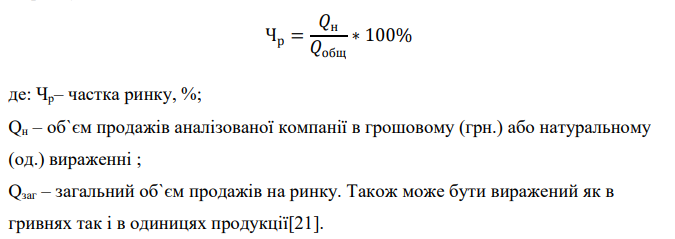 Чр = Qн / Qобщ * 100%
де: Чр– частка ринку, %;
Qн – об`єм продажів аналізованої компанії в грошовому (грн.) або натуральному
(од.) вираженні ;
Qзаг – загальний об`єм продажів на ринку. Також може бути виражений як в
гривнях так і в одиницях продукції[21].